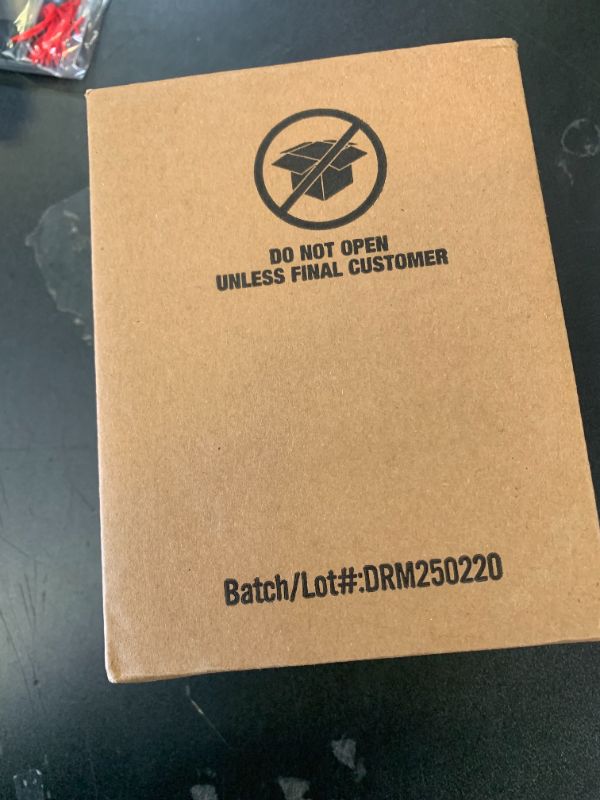 DO NOT OPEN
UNLESS FINAL CUSTOMER
Batch/Lot#:DRM250220